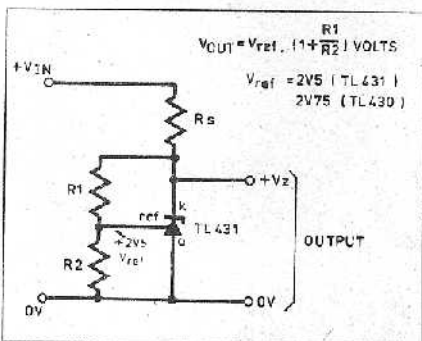 VOUT=Vref. (1+R1/R2) VOLTS
Vref =2V5 (TL431)
2V75 (TL430)
+VIN
Rs
R1
+Vz
k
ref
TL431
a
+2V5
Vref
R2
OUTPUT
0V
0V